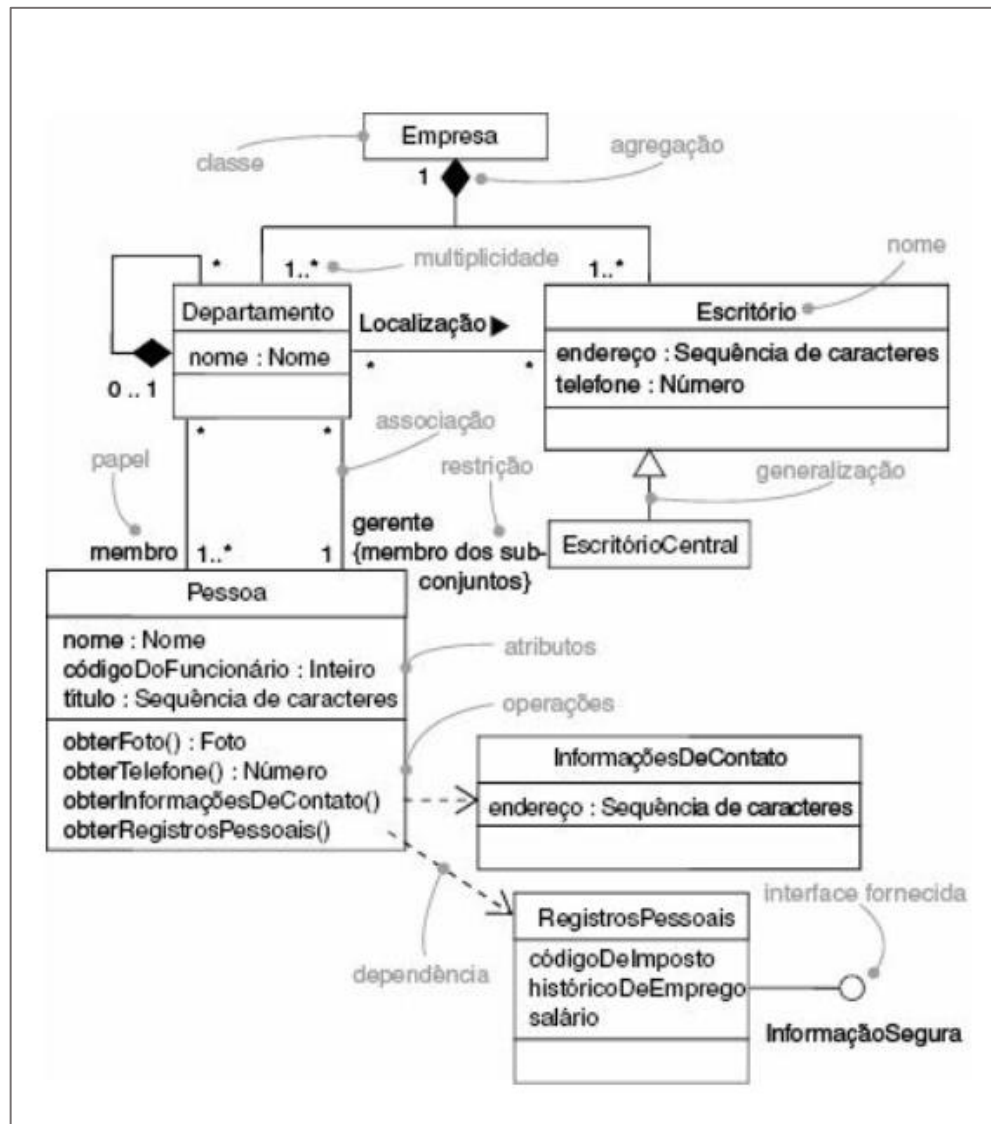 Empresa
classe
agregação
1
nome
*
1..*
multiplicidade
1..*
Departamento
nome : Nome
0 .. 1
Localização
*
*
Escritório
endereço : Sequência de caracteres
telefone : Número
*
*
associação
papel
restrição
generalização
membro
1..*
1
gerente
{membro dos sub-
conjuntos}
EscritórioCentral
Pessoa
nome : Nome
códigoDoFuncionário : Inteiro
título : Sequência de caracteres
atributos
operações
obterFoto() : Foto
obterTelefone() : Número
obterInformaçõesDeContato()
obterRegistrosPessoais()
InformaçõesDeContato
endereço : Sequência de caracteres
interface fornecida
dependência
RegistrosPessoais
códigoDeImposto
históricoDeEmprego
salário
InformaçãoSegura